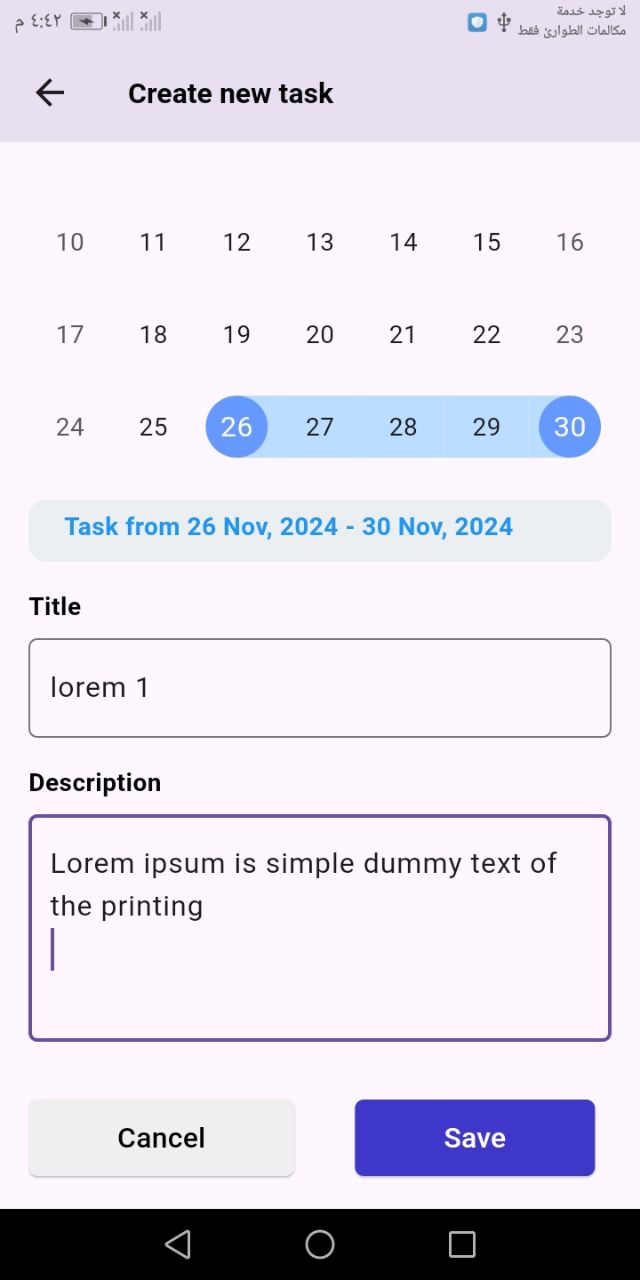 ٤:٤٢ م
لا توجد خدمة
مكالمات الطوارئ فقط
Create new task
10 11 12 13 14 15 16
17 18 19 20 21 22 23
24 25 26 27 28 29 30
Task from 26 Nov, 2024 - 30 Nov, 2024
Title
lorem 1
Description
Lorem ipsum is simple dummy text of
the printing
Cancel Save